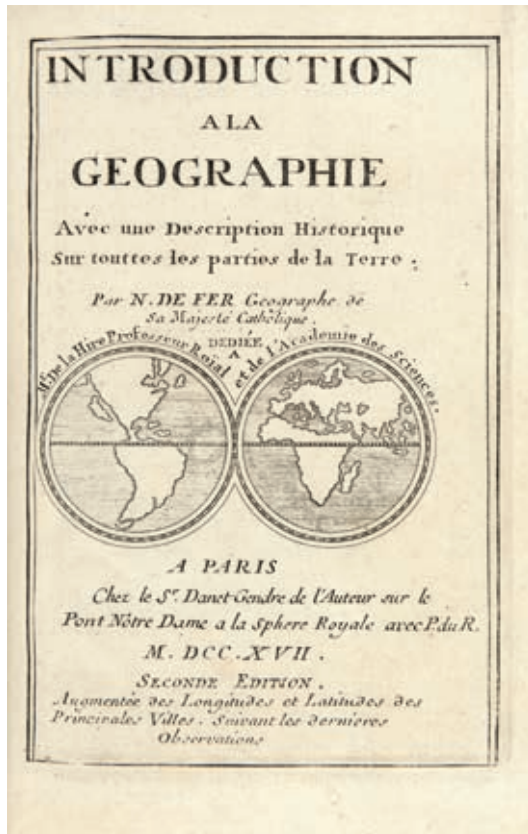 INTRODUCTION
A LA
GEOGRAPHIE
Avec une Description Historique
Sur touttes les parties de la Terre :
Par N. DE FER Geographe de
Sa Majesté Catholique.
DEDIÉE
A
Mr. De la Hire Professeur Roial et de l'Academie des Sciences.
A PARIS
Chez le Sr. Danet Gendre de l'Auteur sur le
Pont Nôtre Dame a la Sphere Royale avec P. du R.
M. DCC. XVII.
SECONDE EDITION.
Augmentée des Longitudes et Latitudes des
Principales Villes. Suivant les dernieres
Observations